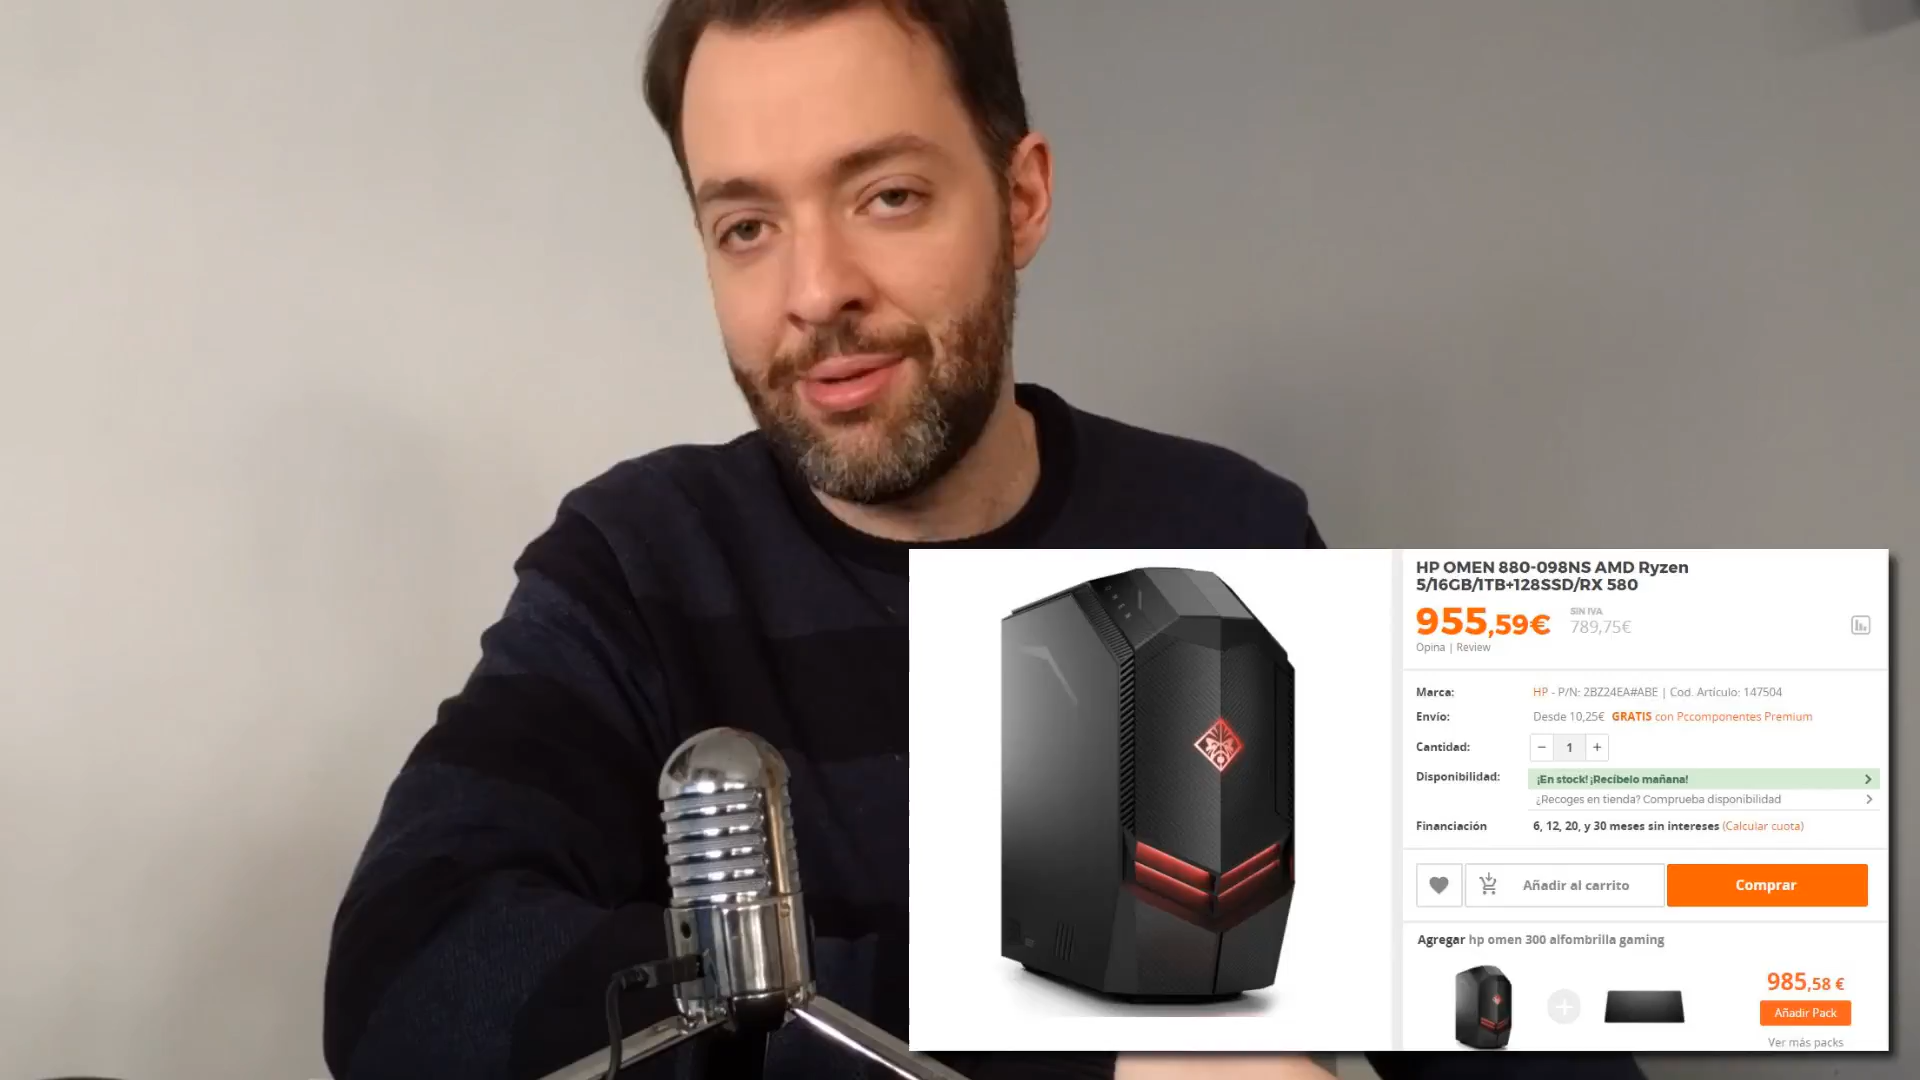 HP OMEN 880-098NS AMD Ryzen
5/16GB/1TB+128SSD/RX 580
955,59€
SIN IVA
789,75€
Opina | Review
Marca: HP - P/N: 2BZ24EA#ABE | Cod. Artículo: 147504
Envío: Desde 10,25€ GRATIS con Pccomponentes Premium
Cantidad: − 1 +
Disponibilidad: ¡En stock! ¡Recíbelo mañana!
¿Recoges en tienda? Comprueba disponibilidad
Financiación 6, 12, 20, y 30 meses sin intereses (Calcular cuota)
Añadir al carrito
Comprar
Agregar hp omen 300 alfombrilla gaming
985,58 €
Añadir Pack
Ver más packs